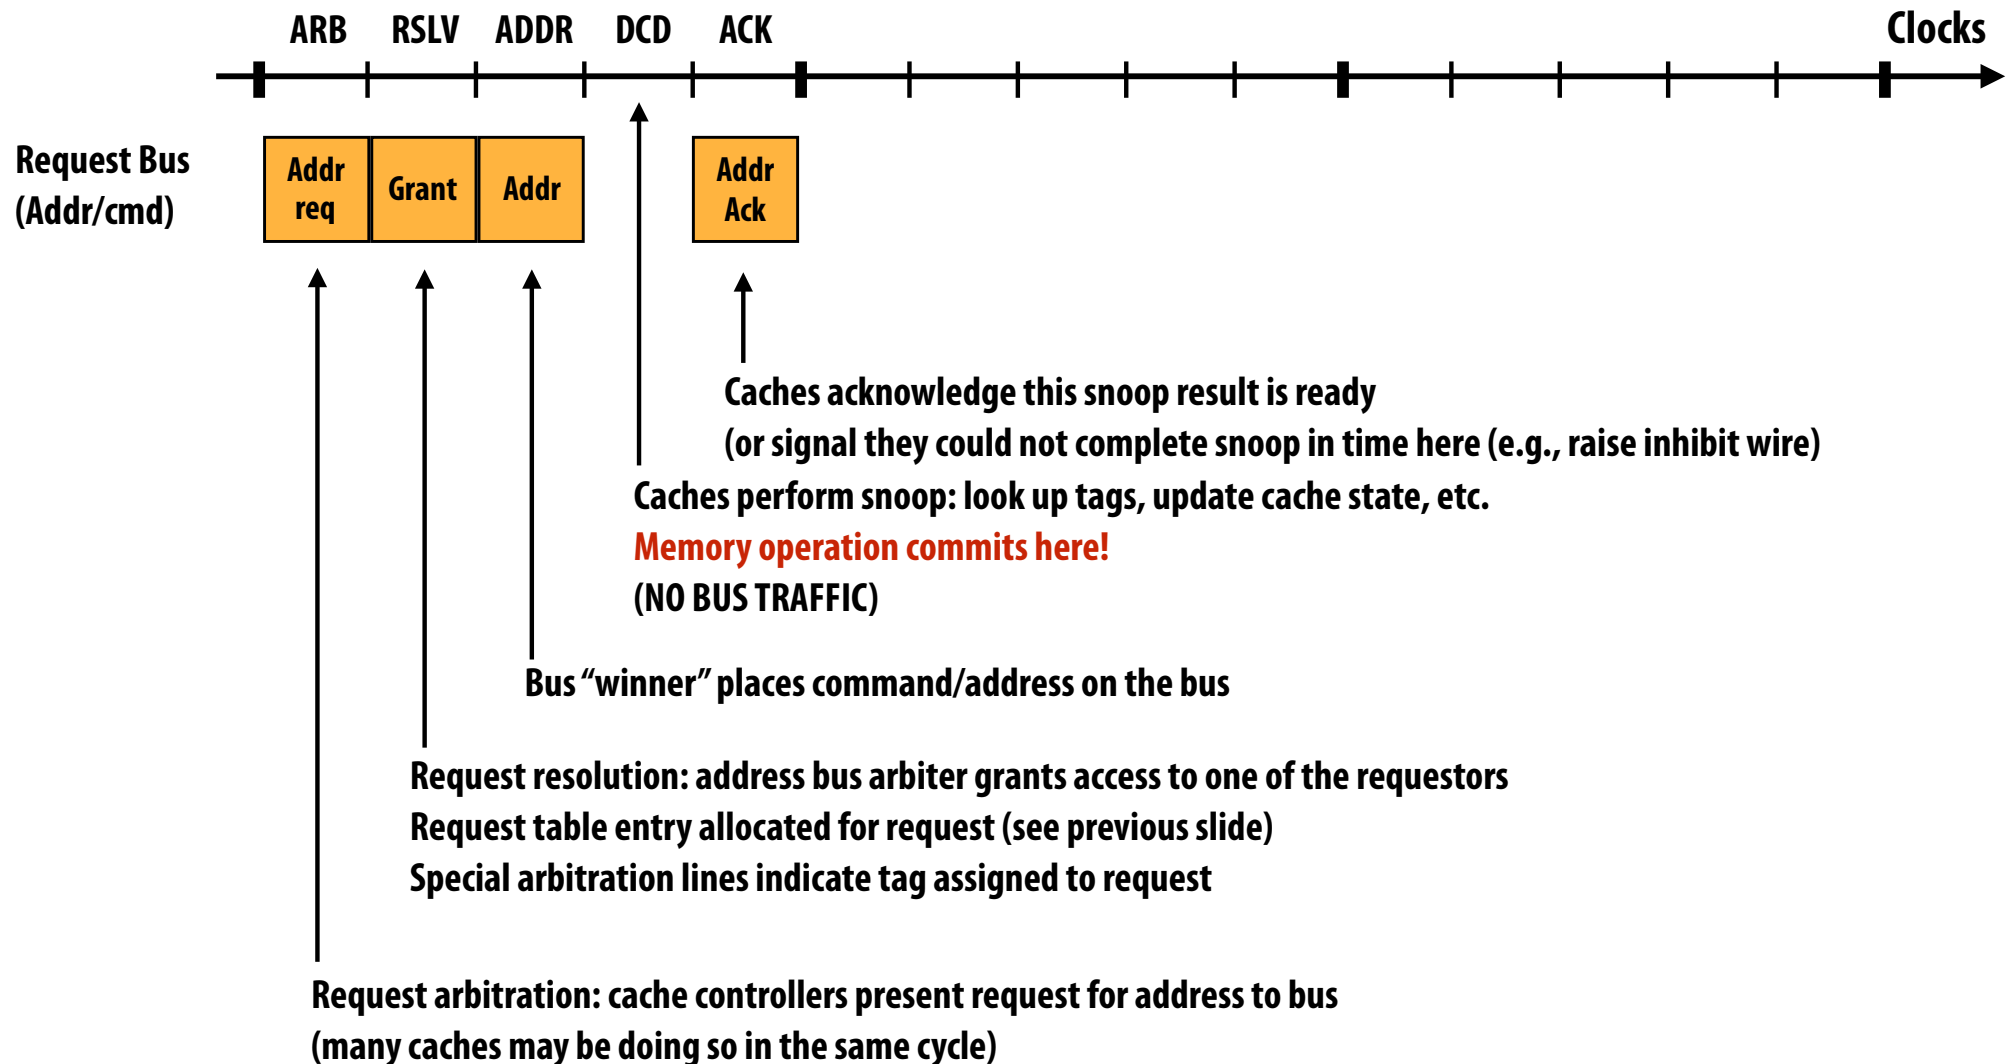 ARB RSLV ADDR DCD ACK Clocks
Request Bus
(Addr/cmd)
Addr
req
Grant
Addr
Addr
Ack
Caches acknowledge this snoop result is ready
(or signal they could not complete snoop in time here (e.g., raise inhibit wire)
Caches perform snoop: look up tags, update cache state, etc.
Memory operation commits here!
(NO BUS TRAFFIC)
Bus “winner” places command/address on the bus
Request resolution: address bus arbiter grants access to one of the requestors
Request table entry allocated for request (see previous slide)
Special arbitration lines indicate tag assigned to request
Request arbitration: cache controllers present request for address to bus
(many caches may be doing so in the same cycle)